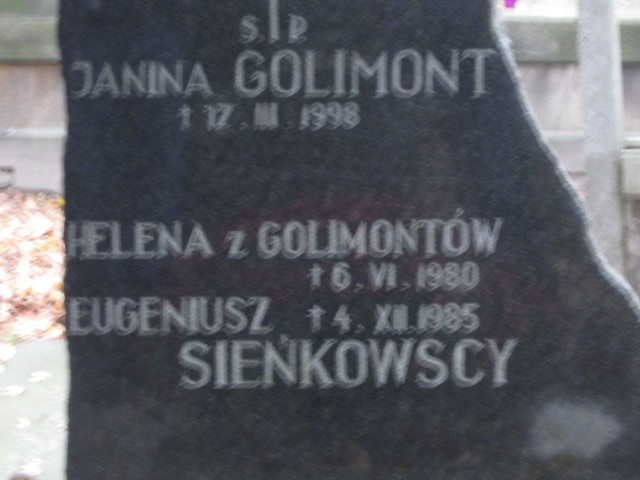 Ś. P.
JANINA GOLIMONT
† 17. III. 1998
HELENA z GOLIMONTÓW
† 6. VI. 1980
EUGENIUSZ † 4. XII. 1985
SIEŃKOWSCY